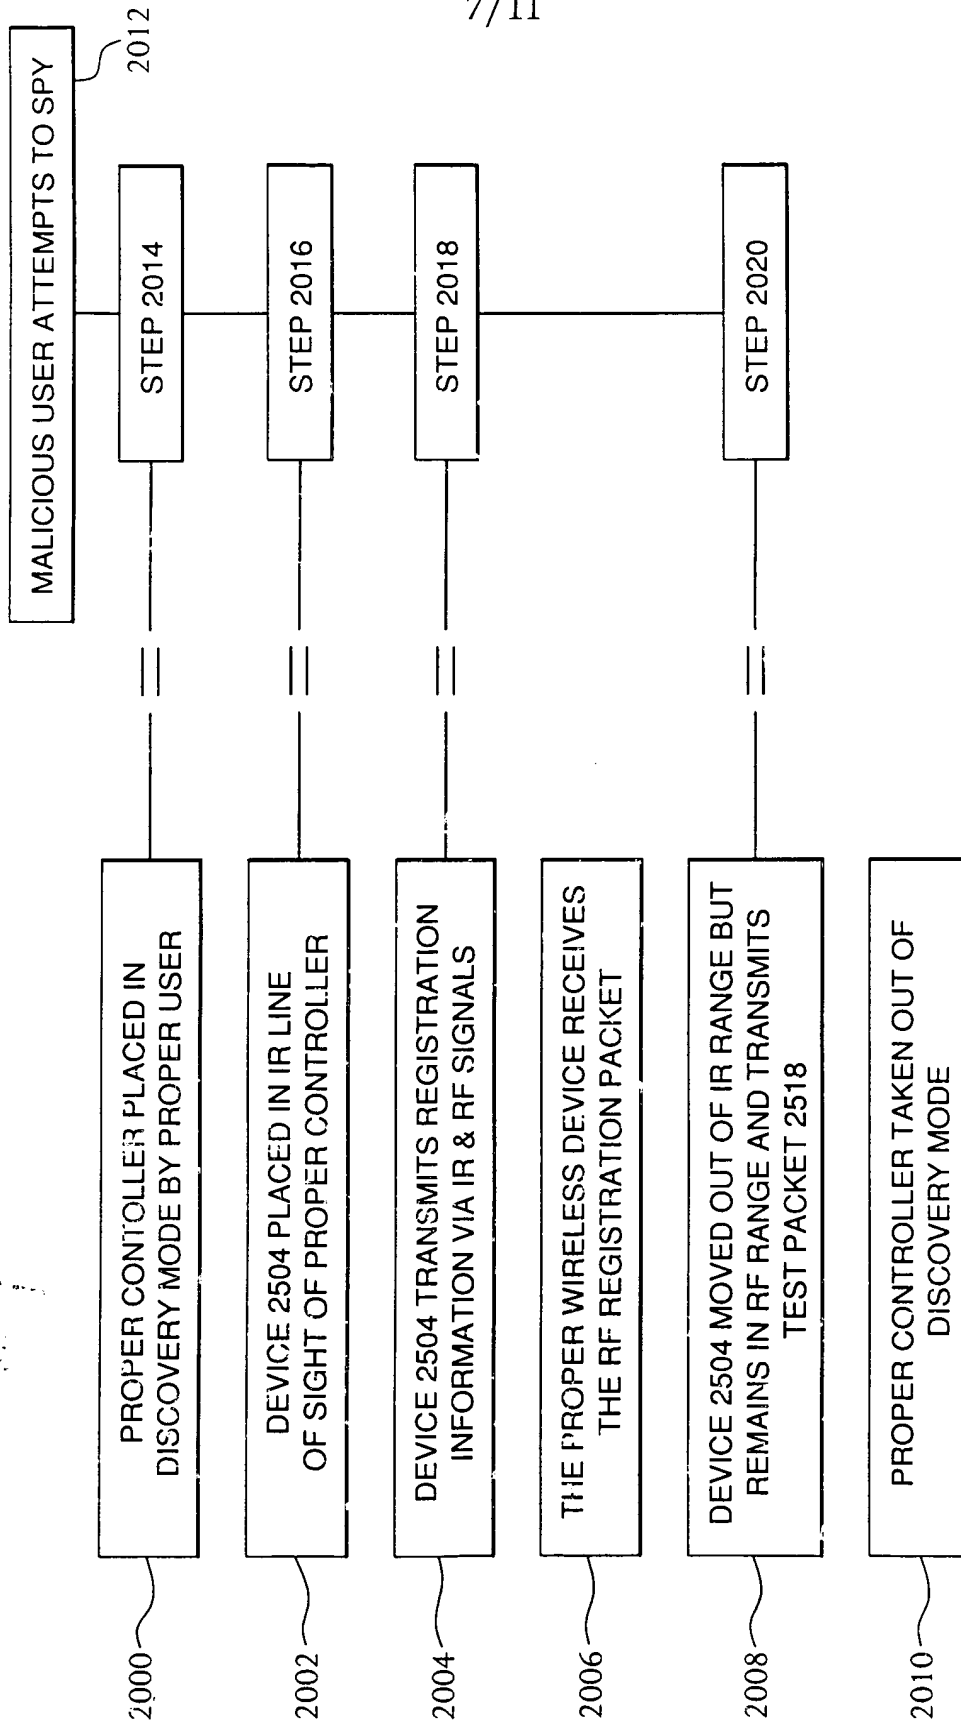 7/11
MALICIOUS USER ATTEMPTS TO SPY
2012
2000
PROPER CONTOLLER PLACED IN
DISCOVERY MODE BY PROPER USER
STEP 2014
2002
DEVICE 2504 PLACED IN IR LINE
OF SIGHT OF PROPER CONTROLLER
STEP 2016
2004
DEVICE 2504 TRANSMITS REGISTRATION
INFORMATION VIA IR & RF SIGNALS
STEP 2018
2006
THE PROPER WIRELESS DEVICE RECEIVES
THE RF REGISTRATION PACKET
2008
DEVICE 2504 MOVED OUT OF IR RANGE BUT
REMAINS IN RF RANGE AND TRANSMITS
TEST PACKET 2518
STEP 2020
2010
PROPER CONTROLLER TAKEN OUT OF
DISCOVERY MODE